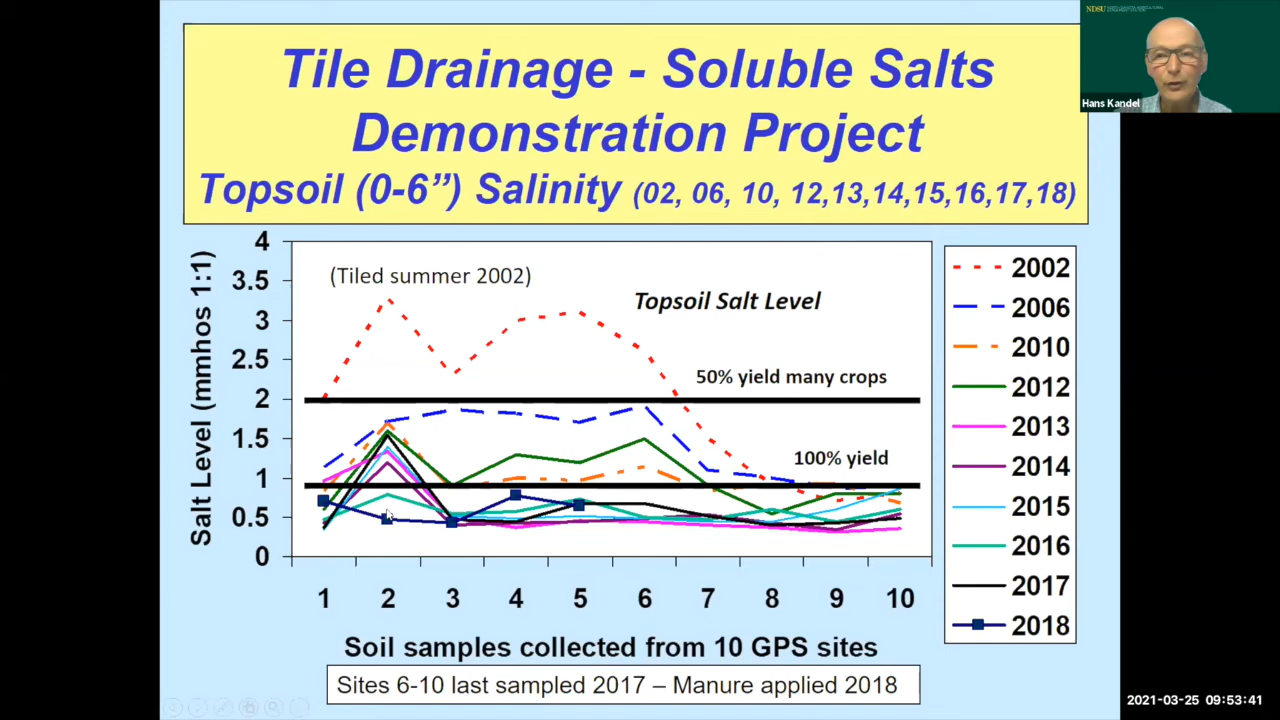 Tile Drainage - Soluble Salts
Demonstration Project
Topsoil (0-6”) Salinity (02, 06, 10, 12,13,14,15,16,17,18)
NDSU
Hans Kandel
Salt Level (mmhos 1:1)
4
3.5
3
2.5
2
1.5
1
0.5
0
(Tiled summer 2002)
Topsoil Salt Level
50% yield many crops
100% yield
1 2 3 4 5 6 7 8 9 10
Soil samples collected from 10 GPS sites
2002
2006
2010
2012
2013
2014
2015
2016
2017
2018
Sites 6-10 last sampled 2017 – Manure applied 2018
2021-03-25 09:53:41